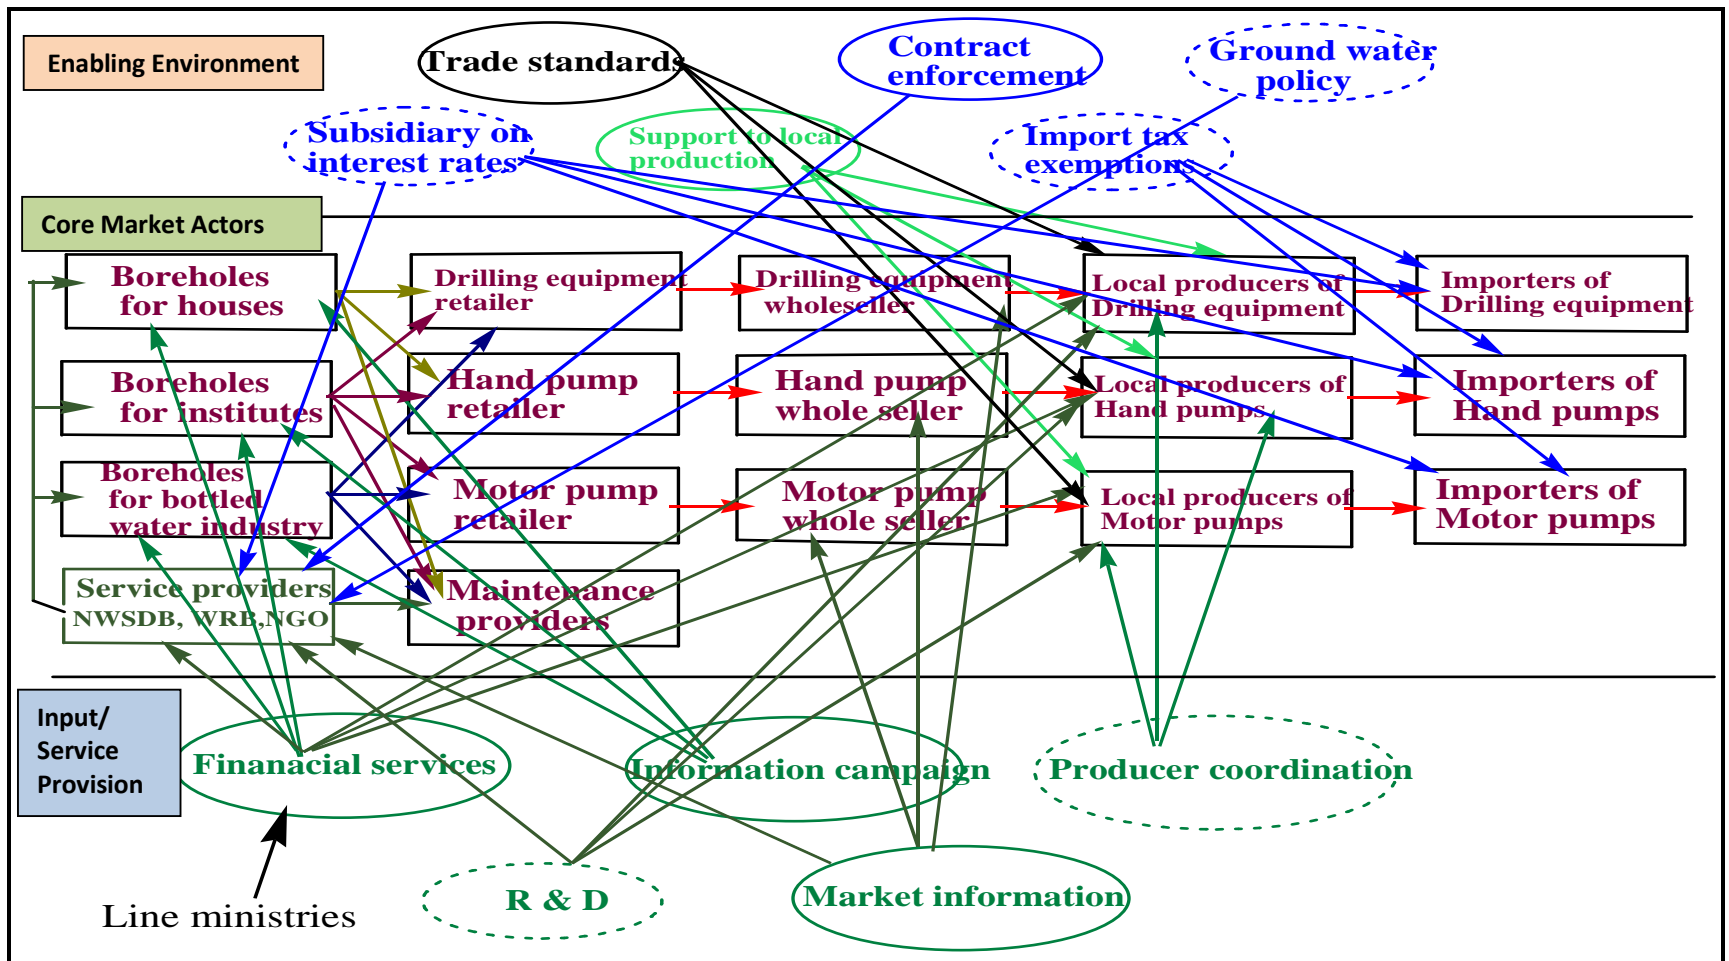 Enabling Environment
Trade standards
Contract
enforcement
Ground water
policy
Subsidiary on
interest rates
Support to local
production
Import tax
exemptions
Core Market Actors
Boreholes
for houses
Drilling equipment
retailer
Drilling equipment
wholeseller
Local producers of
Drilling equipment
Importers of
Drilling equipment
Boreholes
for institutes
Hand pump
retailer
Hand pump
whole seller
Local producers of
Hand pumps
Importers of
Hand pumps
Boreholes
for bottled
water industry
Motor pump
retailer
Motor pump
whole seller
Local producers of
Motor pumps
Importers of
Motor pumps
Service providers
NWSDB, WRB,NGO
Maintenance
providers
Input/
Service
Provision
Finanacial services
Information campaign
Producer coordination
Line ministries
R & D
Market information